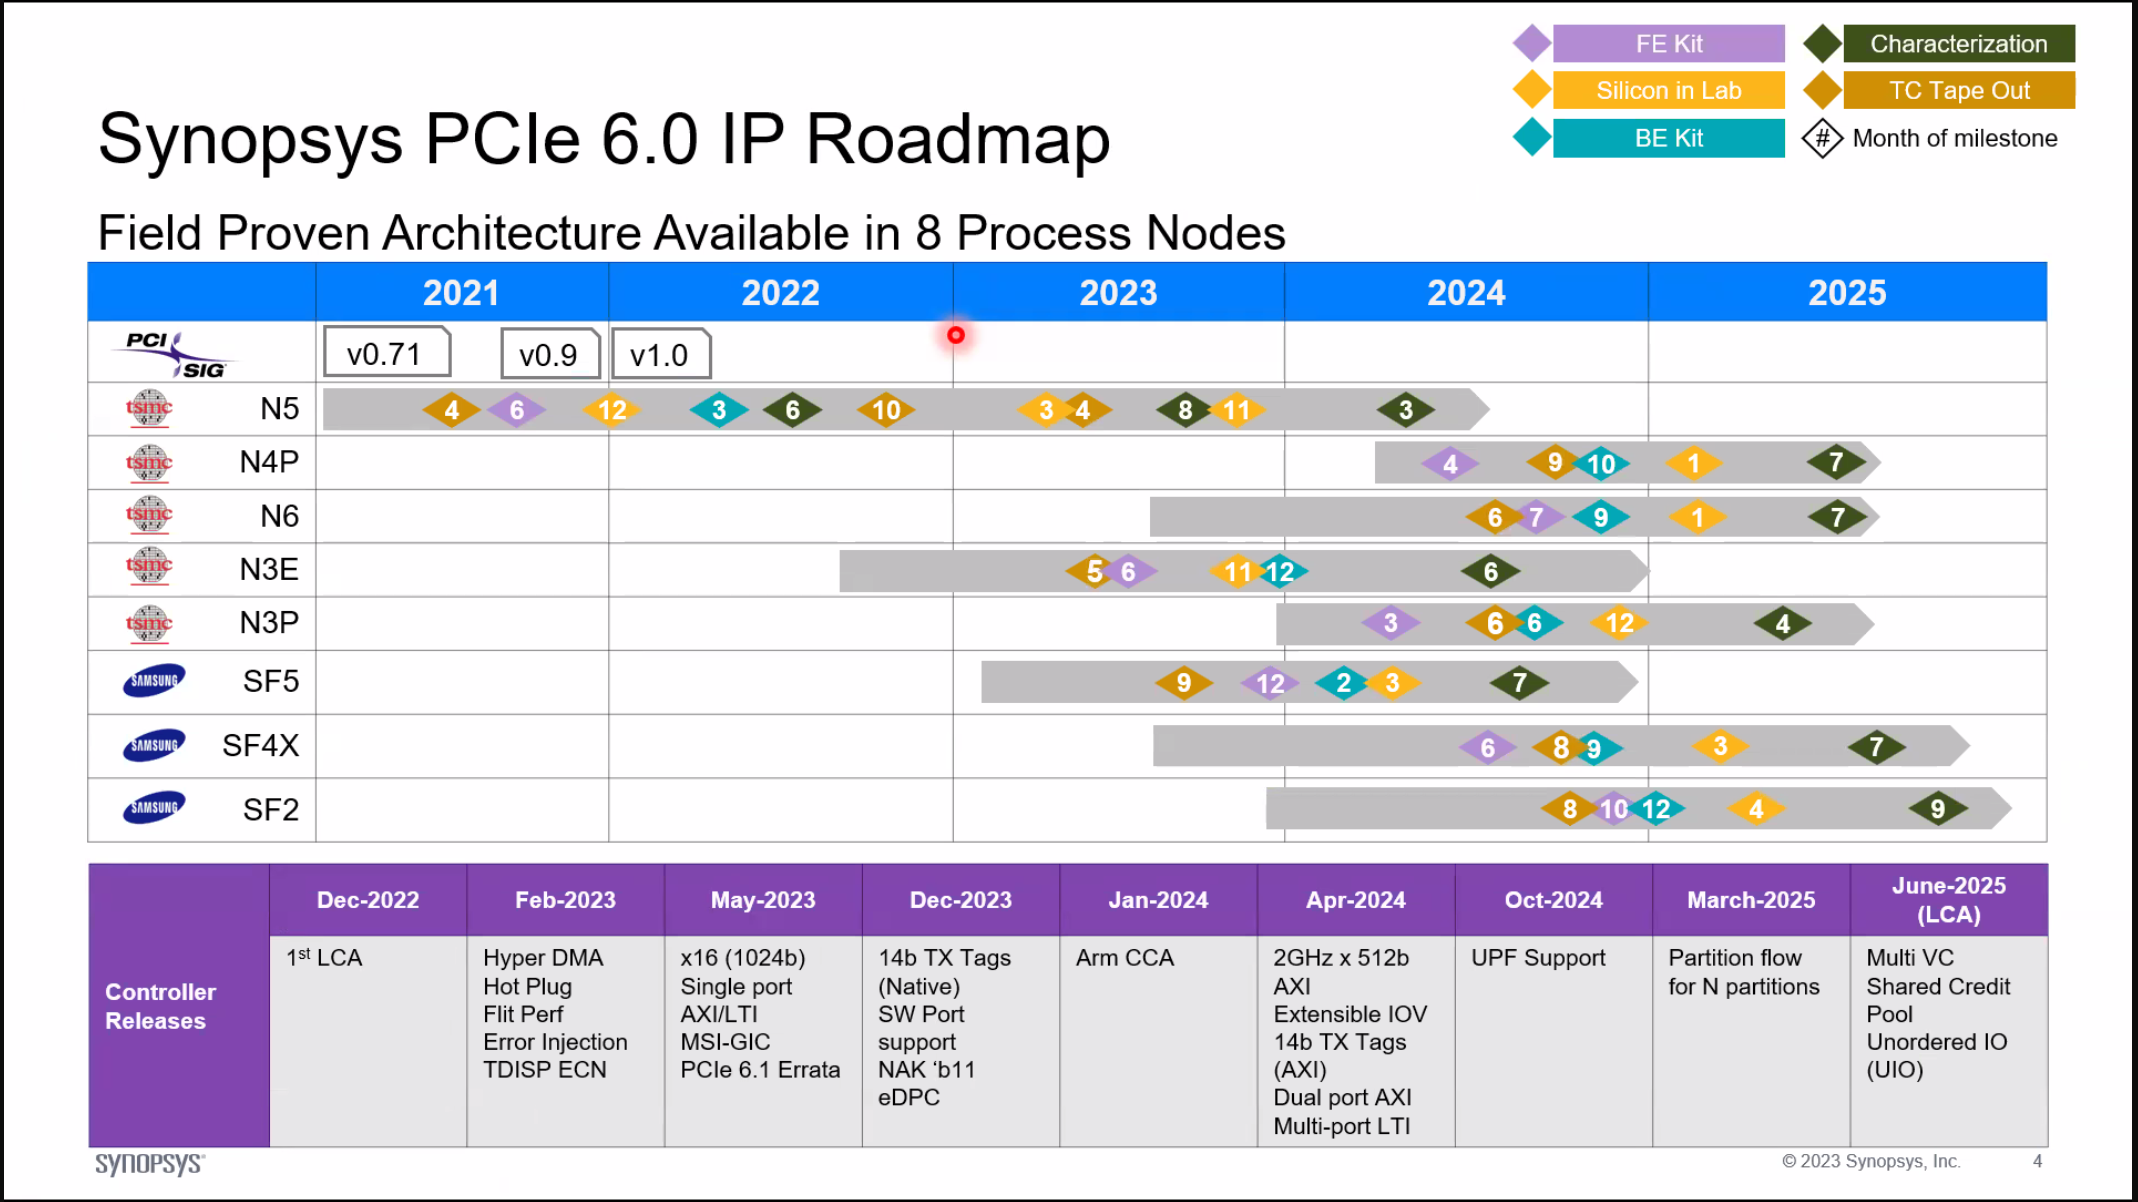 FE Kit
Characterization
Silicon in Lab
TC Tape Out
BE Kit
# Month of milestone
Synopsys PCIe 6.0 IP Roadmap
Field Proven Architecture Available in 8 Process Nodes
2021 2022 2023 2024 2025
PCI SIG v0.71 v0.9 v1.0
tsmc N5 4 6 12 3 6 10 3 4 8 11 3
tsmc N4P 4 9 10 1 7
tsmc N6 6 7 9 1 7
tsmc N3E 5 6 11 12 6
tsmc N3P 3 6 6 12 4
SAMSUNG SF5 9 12 2 3 7
SAMSUNG SF4X 6 8 9 3 7
SAMSUNG SF2 8 10 12 4 9
Controller
Releases
Dec-2022
1st LCA
Feb-2023
Hyper DMA
Hot Plug
Flit Perf
Error Injection
TDISP ECN
May-2023
x16 (1024b)
Single port
AXI/LTI
MSI-GIC
PCIe 6.1 Errata
Dec-2023
14b TX Tags
(Native)
SW Port
support
NAK ‘b11
eDPC
Jan-2024
Arm CCA
Apr-2024
2GHz x 512b
AXI
Extensible IOV
14b TX Tags
(AXI)
Dual port AXI
Multi-port LTI
Oct-2024
UPF Support
March-2025
Partition flow
for N partitions
June-2025
(LCA)
Multi VC
Shared Credit
Pool
Unordered IO
(UIO)
SYNOPSYS
© 2023 Synopsys, Inc. 4